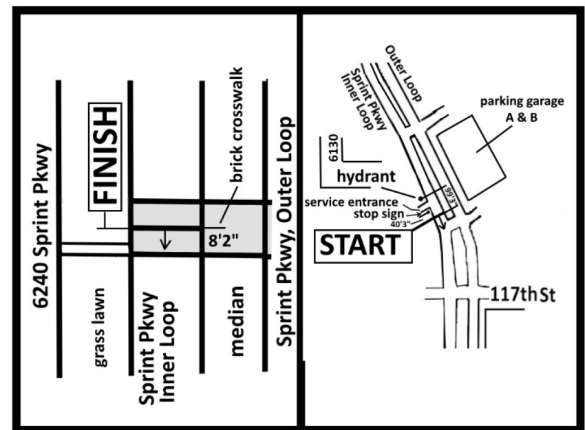 6240 Sprint Pkwy
FINISH
grass lawn
Sprint Pkwy
Inner Loop
8'2"
brick crosswalk
median
Sprint Pkwy, Outer Loop
Sprint Pkwy
Inner Loop
Outer Loop
parking garage
A & B
6130
hydrant
99'3"
service entrance
stop sign
40'3"
START
117th St